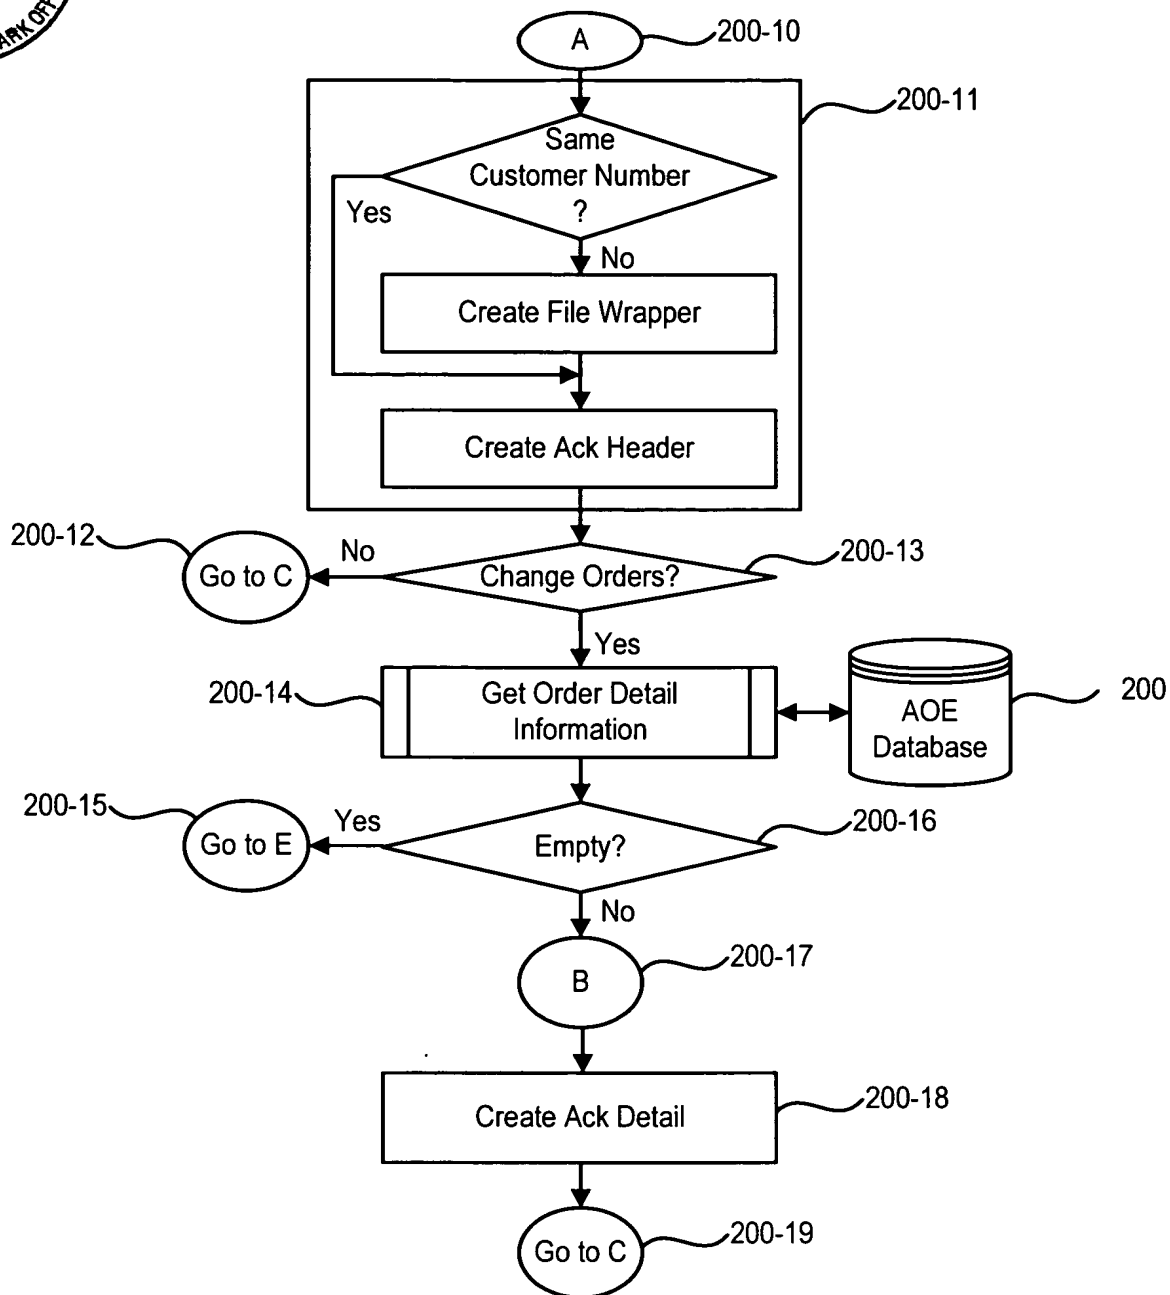 ARK OFF
A
200-10
200-11
Same
Customer Number
?
Yes
No
Create File Wrapper
Create Ack Header
200-12
Go to C
No
Change Orders?
200-13
Yes
200-14
Get Order Detail
Information
AOE
Database
200
200-15
Go to E
Yes
Empty?
200-16
No
B
200-17
Create Ack Detail
200-18
Go to C
200-19